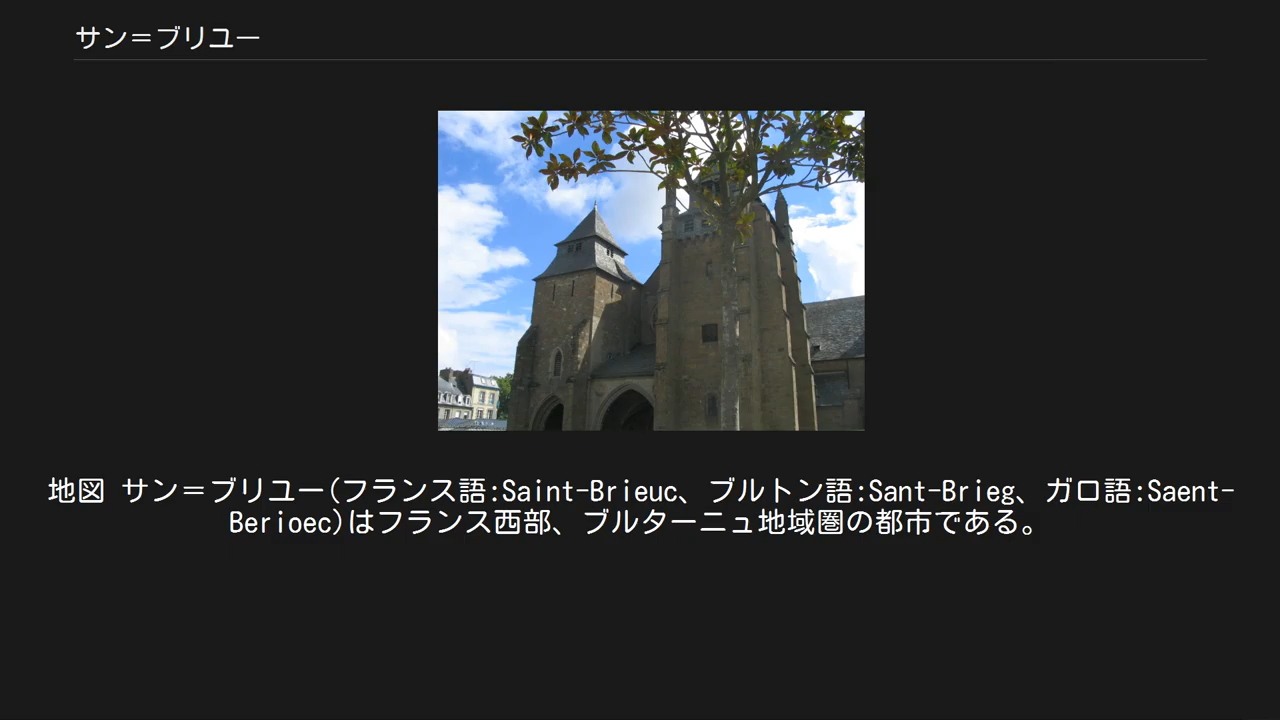 サン＝ブリユー
地図 サン＝ブリユー(フランス語:Saint-Brieuc、ブルトン語:Sant-Brieg、ガロ語:Saent-
Berioec)はフランス西部、ブルターニュ地域圏の都市である。